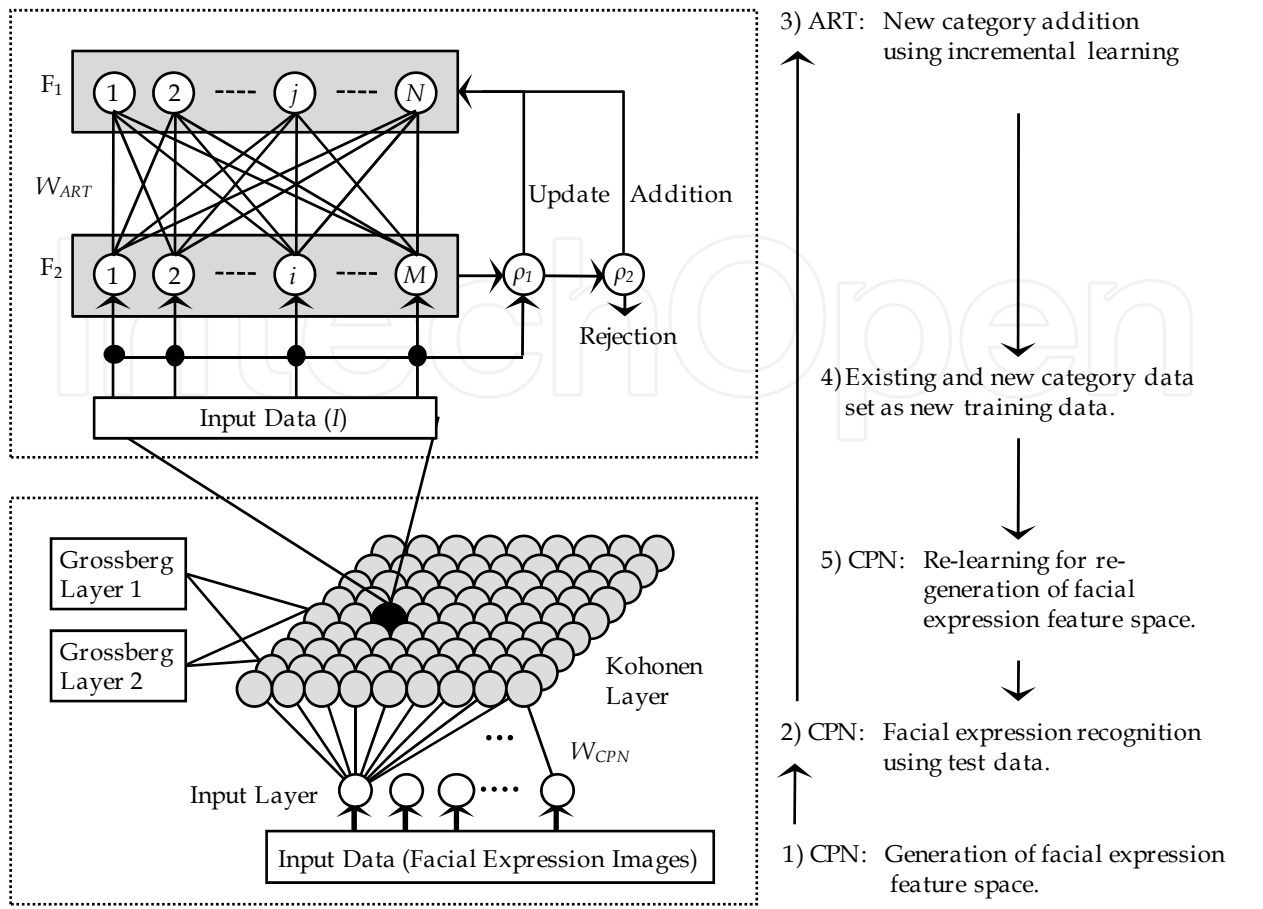 F1
1 2 ---- j ---- N
WART
Update Addition
F2
1 2 ---- i ---- M
ρ1 ρ2
Rejection
Input Data (I)
Grossberg
Layer 1
Grossberg
Layer 2
Kohonen
Layer
...
WCPN
Input Layer
....
Input Data (Facial Expression Images)
3) ART: New category addition
using incremental learning
4) Existing and new category data
set as new training data.
5) CPN: Re-learning for re-
generation of facial
expression feature space.
2) CPN: Facial expression recognition
using test data.
1) CPN: Generation of facial expression
feature space.
IntechOpen